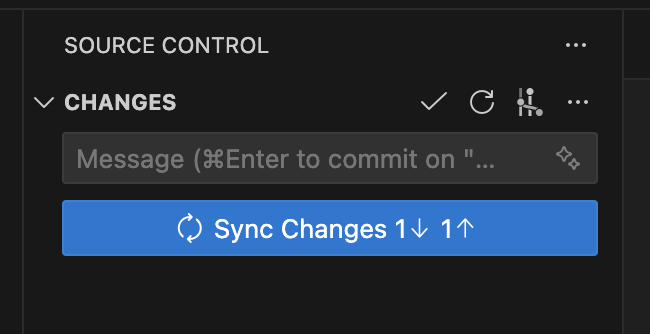 SOURCE CONTROL
CHANGES
Message (⌘Enter to commit on "...
Sync Changes 1↓ 1↑